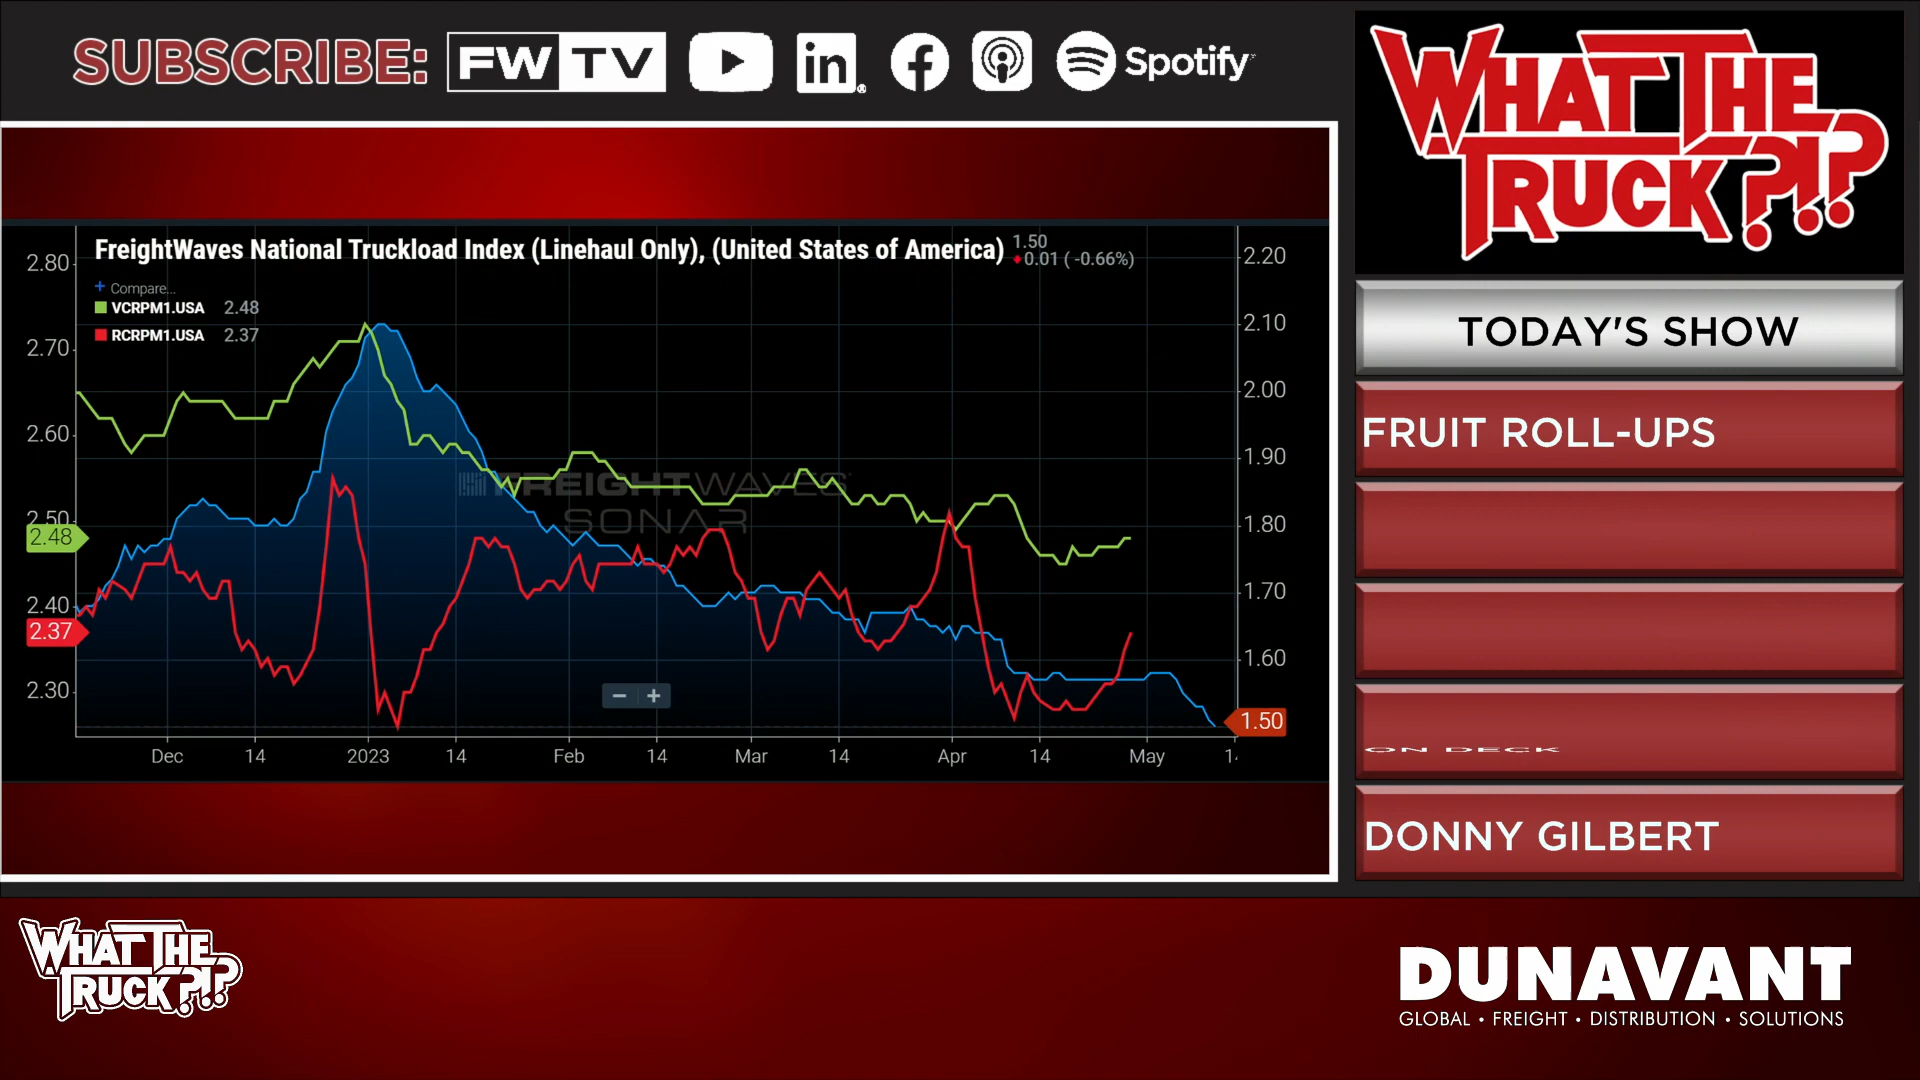 SUBSCRIBE: FW TV in Spotify
WHAT THE TRUCK?!?
FreightWaves National Truckload Index (Linehaul Only), (United States of America) 1.50
0.01 ( -0.66%)
+ Compare...
VCRPM1.USA 2.48
RCRPM1.USA 2.37
2.80
2.70
2.60
2.50
2.48
2.40
2.37
2.30
2.20
2.10
2.00
1.90
1.80
1.70
1.60
1.50
FREIGHTWAVES
SONAR
− +
Dec 14 2023 14 Feb 14 Mar 14 Apr 14 May
TODAY'S SHOW
FRUIT ROLL-UPS
ON DECK
DONNY GILBERT
WHAT THE TRUCK?!?
DUNAVANT
GLOBAL • FREIGHT • DISTRIBUTION • SOLUTIONS